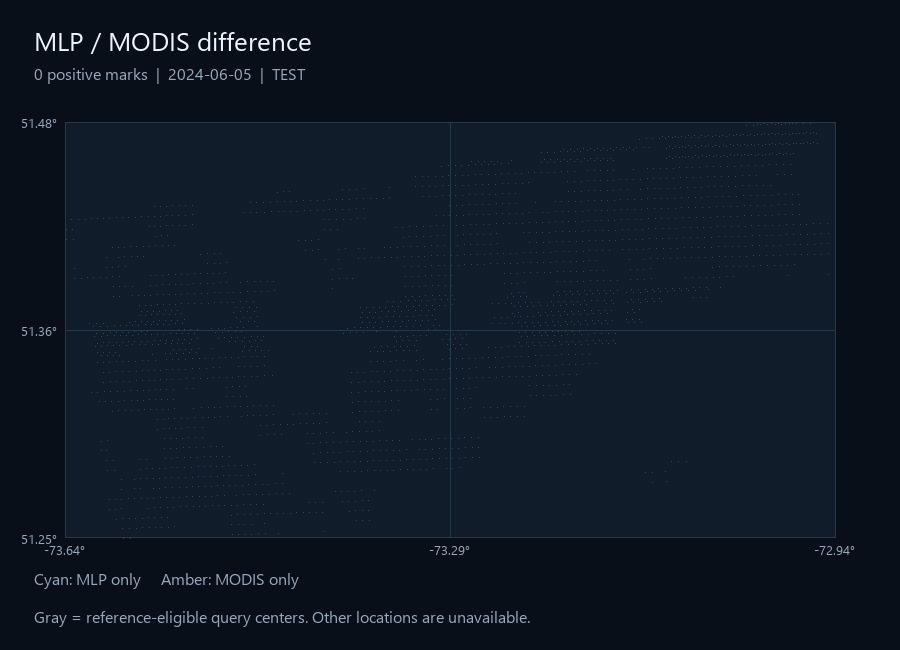 MLP / MODIS difference
0 positive marks | 2024-06-05 | TEST
51.48°
51.36°
51.25°
-73.64° -73.29° -72.94°
Cyan: MLP only Amber: MODIS only
Gray = reference-eligible query centers. Other locations are unavailable.